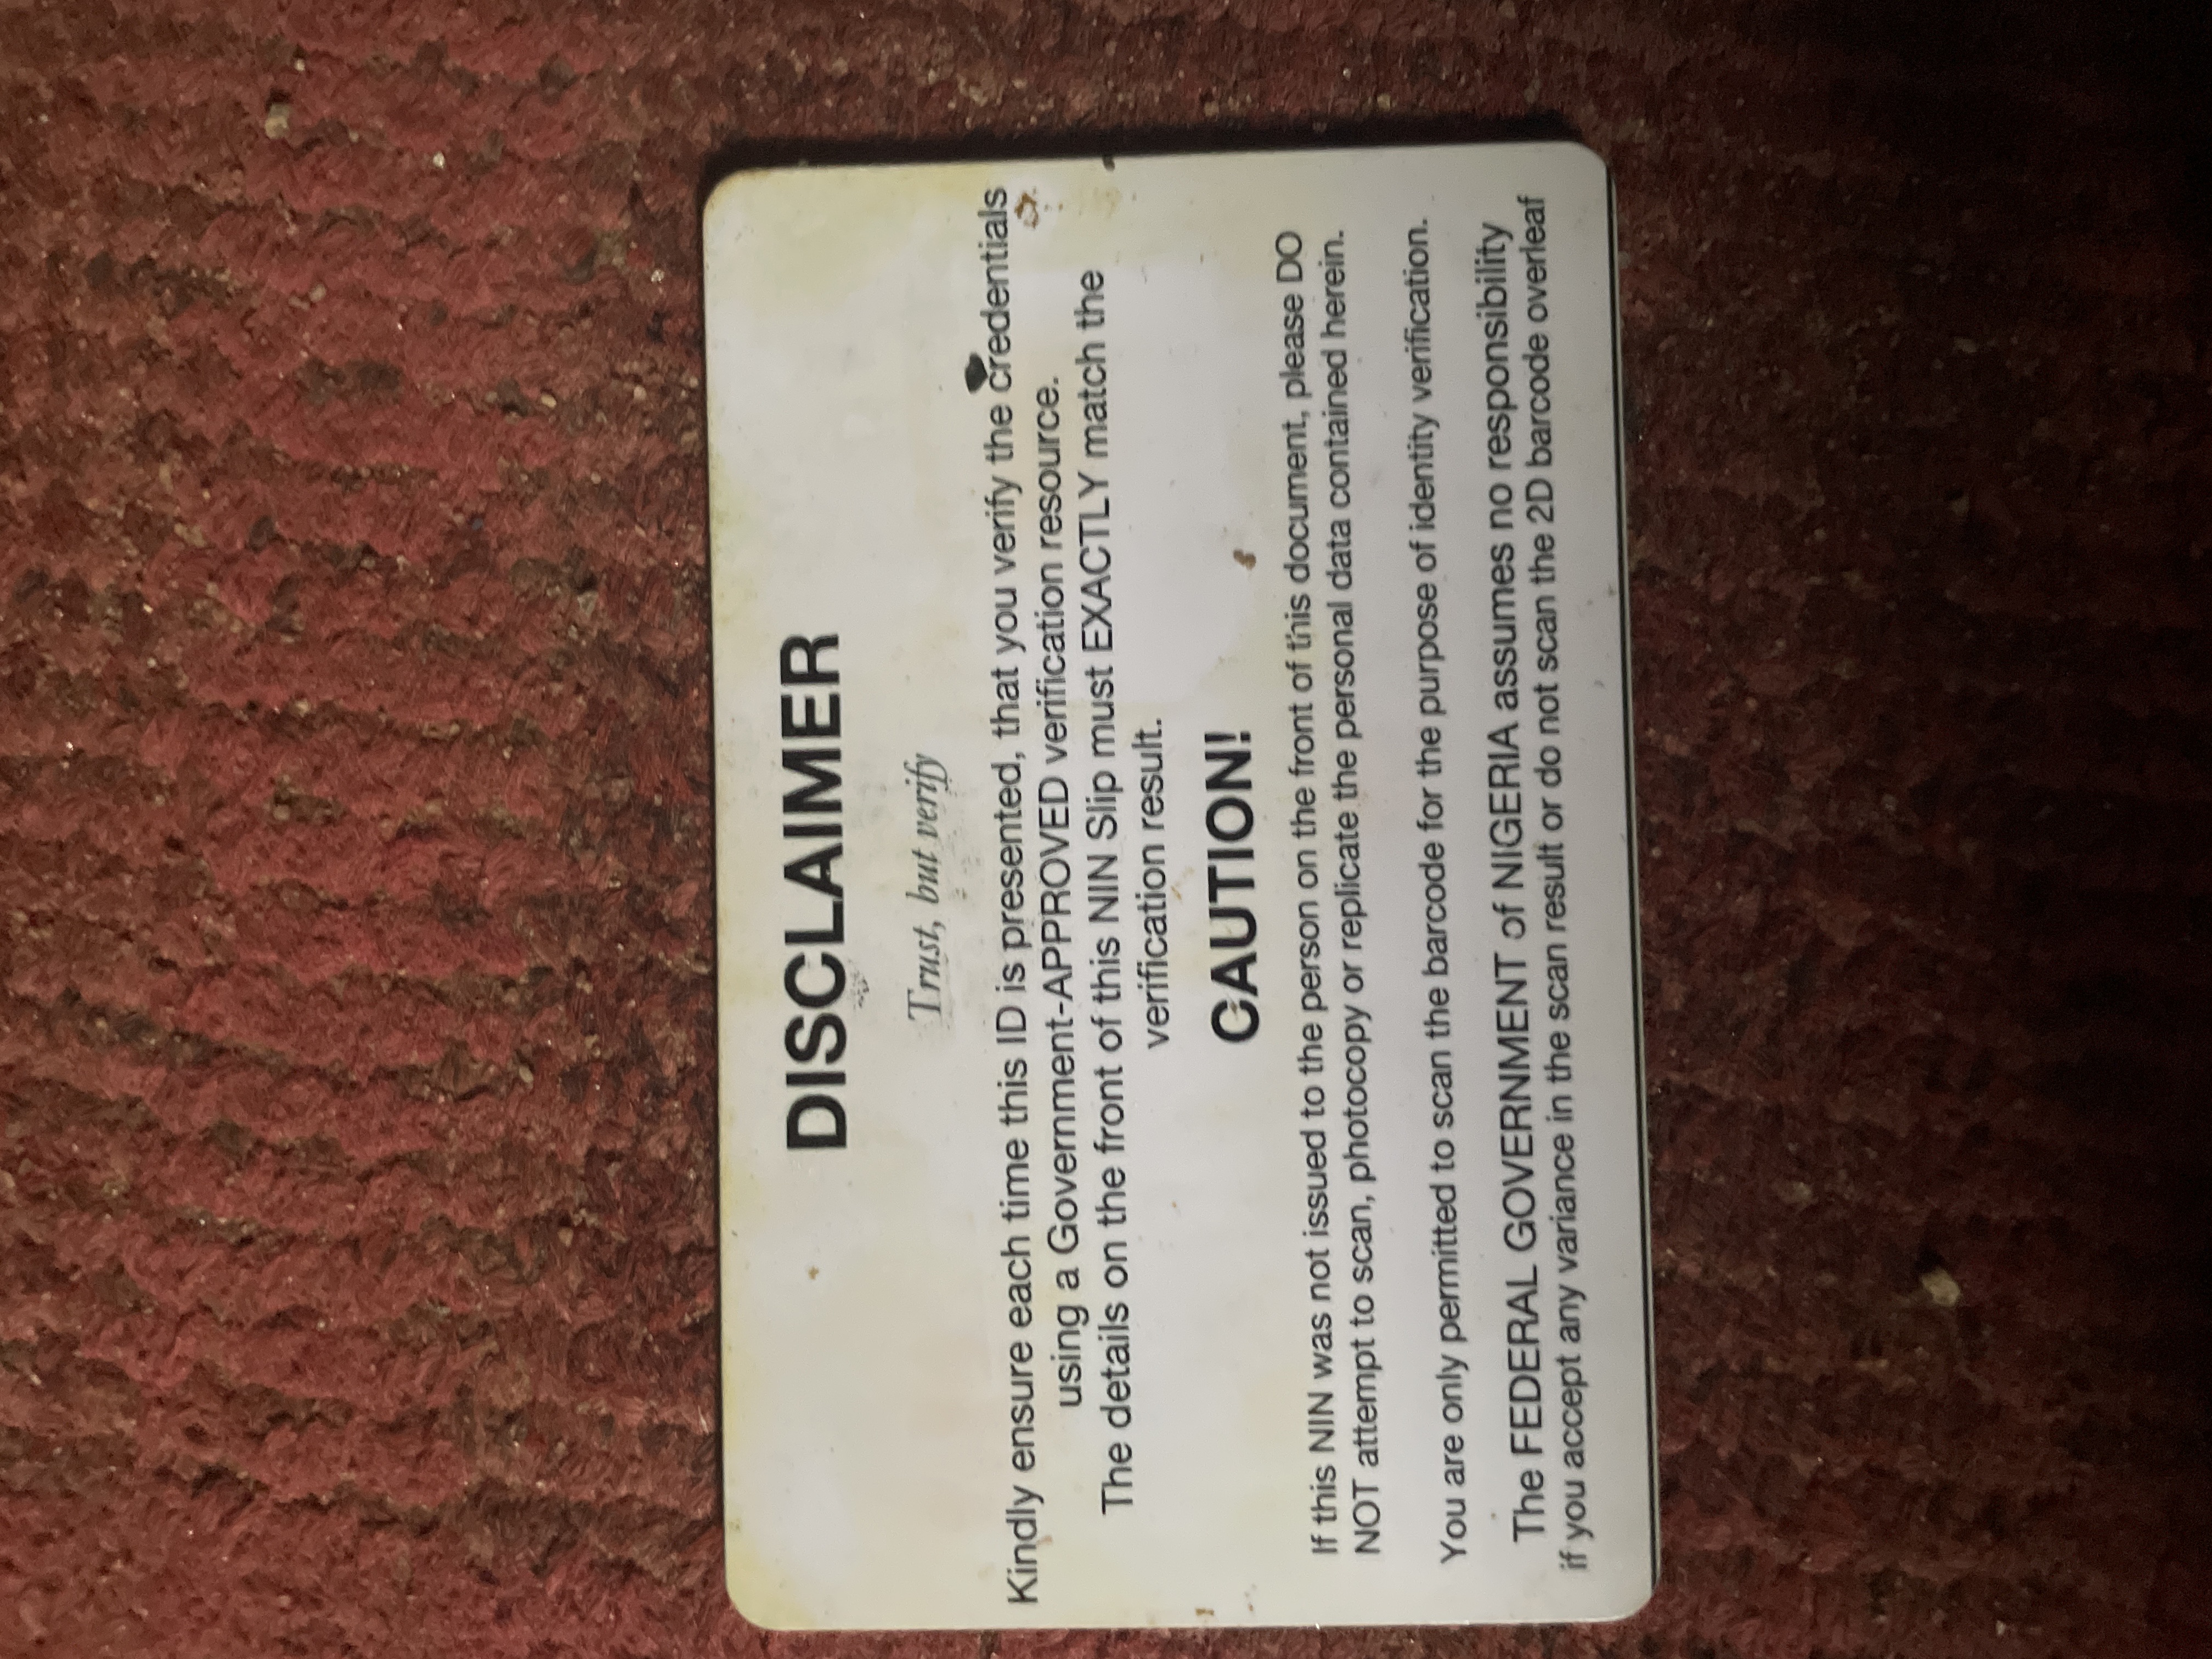 DISCLAIMER
Trust, but verify
Kindly ensure each time this ID is presented, that you verify the credentials
using a Government-APPROVED verification resource.
The details on the front of this NIN Slip must EXACTLY match the
verification result.
CAUTION!
If this NIN was not issued to the person on the front of this document, please DO
NOT attempt to scan, photocopy or replicate the personal data contained herein.
You are only permitted to scan the barcode for the purpose of identity verification.
The FEDERAL GOVERNMENT of NIGERIA assumes no responsibility
if you accept any variance in the scan result or do not scan the 2D barcode overleaf